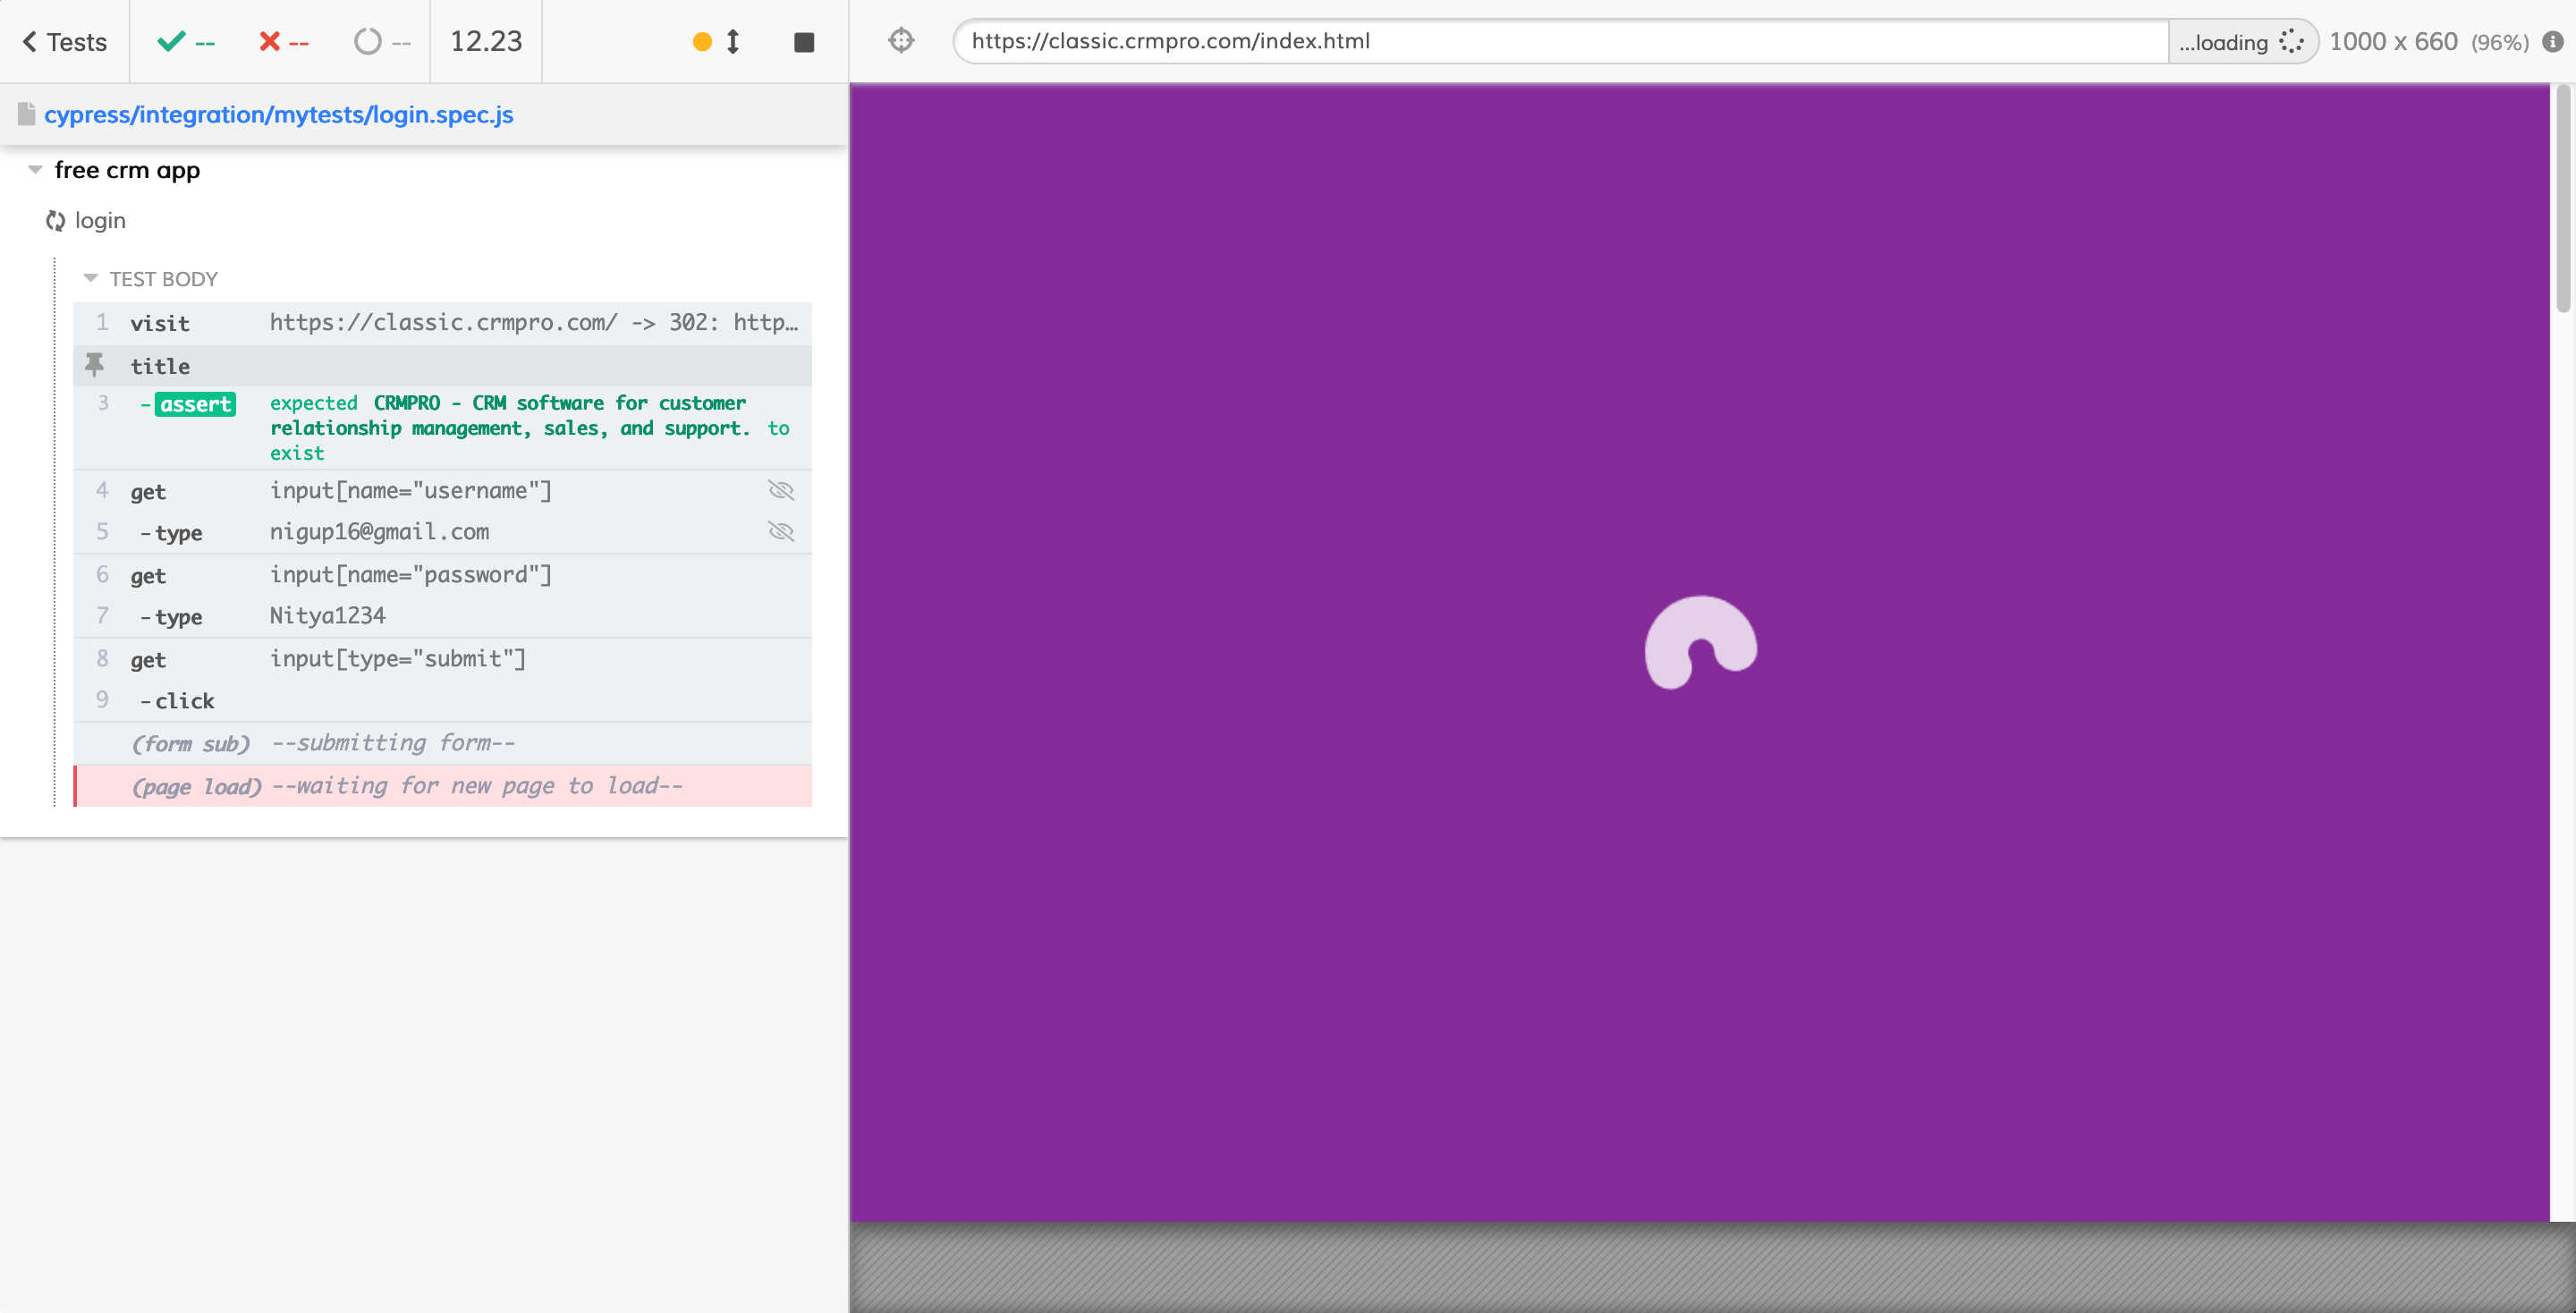 Tests -- -- -- 12.23
https://classic.crmpro.com/index.html ...loading 1000 x 660 (96%)
cypress/integration/mytests/login.spec.js
free crm app
login
TEST BODY
1 visit https://classic.crmpro.com/ -> 302: http...
title
3 -assert expected CRMPRO - CRM software for customer
relationship management, sales, and support. to
exist
4 get input[name="username"]
5 -type nigup16@gmail.com
6 get input[name="password"]
7 -type Nitya1234
8 get input[type="submit"]
9 -click
(form sub) --submitting form--
(page load) --waiting for new page to load--